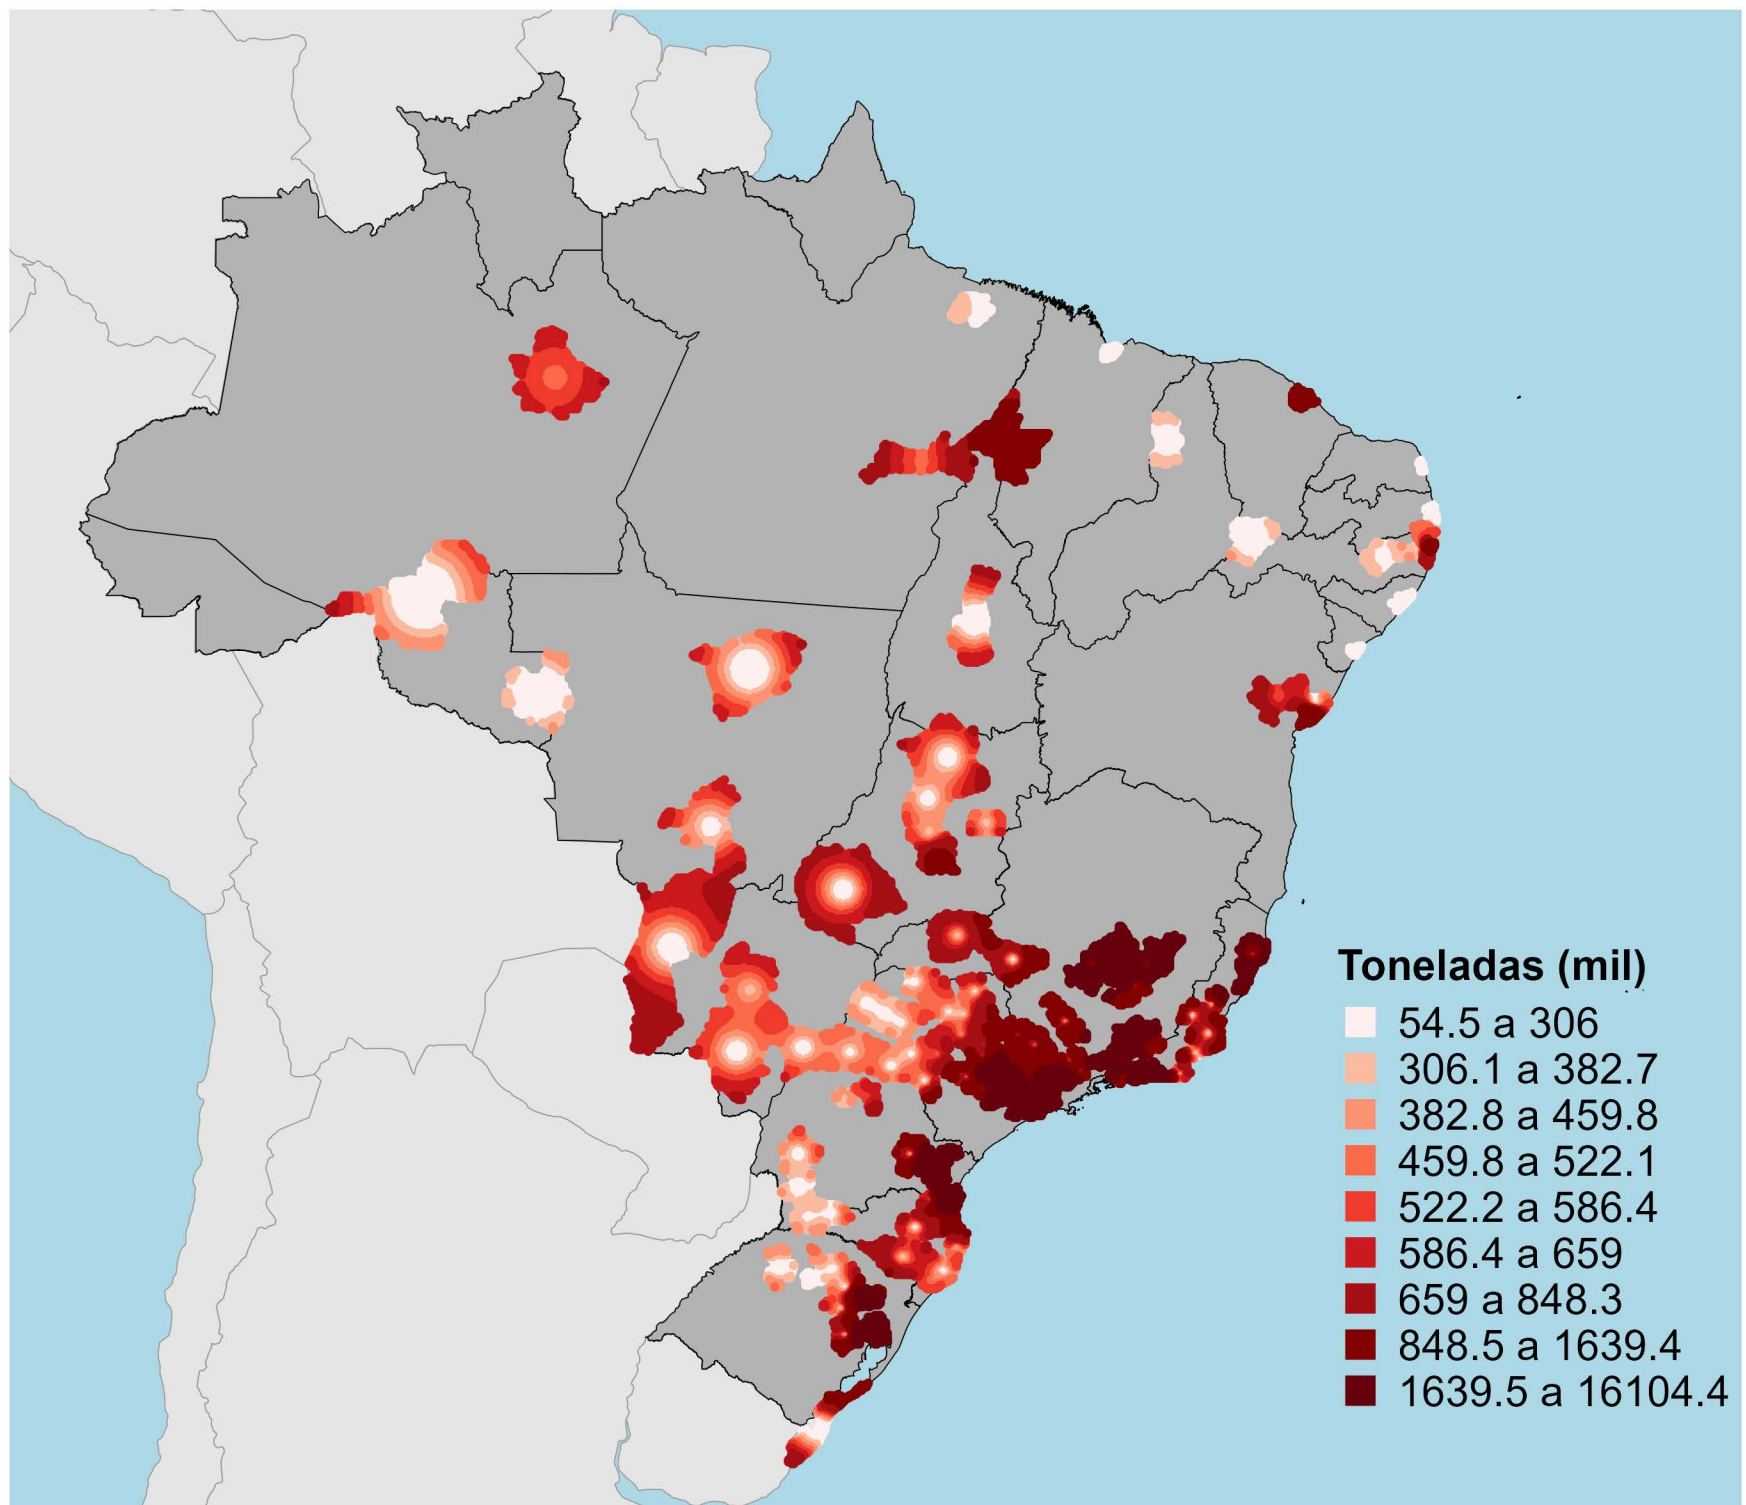 Toneladas (mil)
54.5 a 306
306.1 a 382.7
382.8 a 459.8
459.8 a 522.1
522.2 a 586.4
586.4 a 659
659 a 848.3
848.5 a 1639.4
1639.5 a 16104.4